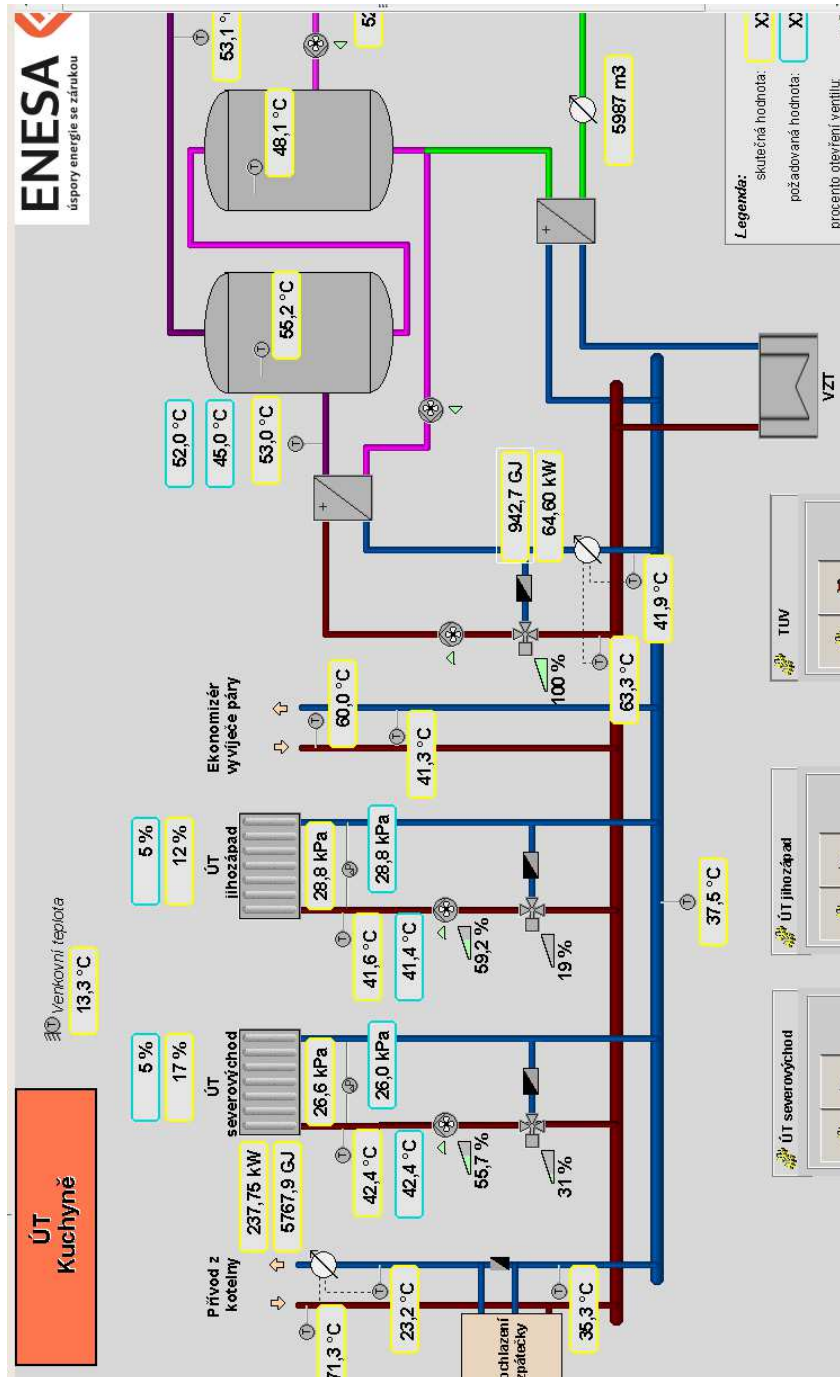 ÚT
Kuchyně
Venkovní teplota
13,3 °C
ENESA
úspory energie se zárukou
Přívod z
kotelny
237,75 kW
5767,9 GJ
71,3 °C
23,2 °C
35,3 °C
ochlazení
zpátečky
5 %
17 %
ÚT
severovýchod
26,6 kPa
26,0 kPa
42,4 °C
42,4 °C
55,7 %
31 %
5 %
12 %
ÚT
jihozápad
28,8 kPa
28,8 kPa
41,6 °C
41,4 °C
59,2 %
19 %
37,5 °C
Ekonomizér
vyvíječe páry
60,0 °C
41,3 °C
52,0 °C
45,0 °C
53,0 °C
100 %
63,3 °C
41,9 °C
942,7 GJ
64,60 kW
55,2 °C
48,1 °C
53,1 °C
5987 m3
VZT
Legenda:
skutečná hodnota:
požadovaná hodnota:
procento otevření ventilu:
ÚT severovýchod
ÚT jihozápad
TUV